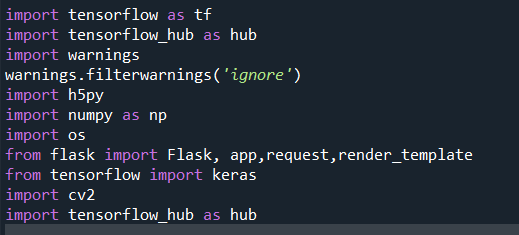 import tensorflow as tf
import tensorflow_hub as hub
import warnings
warnings.filterwarnings('ignore')
import h5py
import numpy as np
import os
from flask import Flask, app,request,render_template
from tensorflow import keras
import cv2
import tensorflow_hub as hub